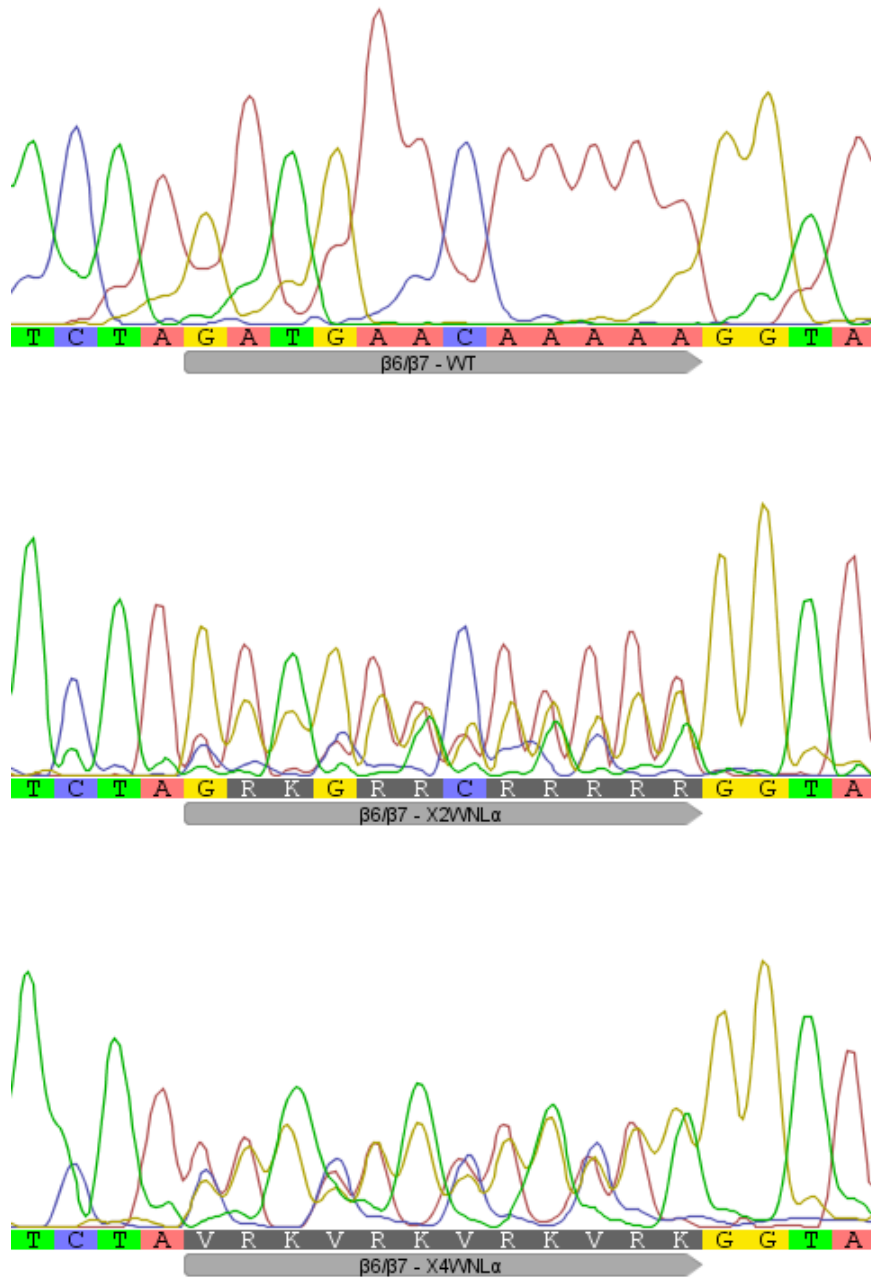 T C T A G A T G A A C A A A A A G G T A
β6/β7 - WT
T C T A G R K G R R C R R R R R G G T A
β6/β7 - X2WNLα
T C T A V R K V R K V R K V R K G G T A
β6/β7 - X4WNLα